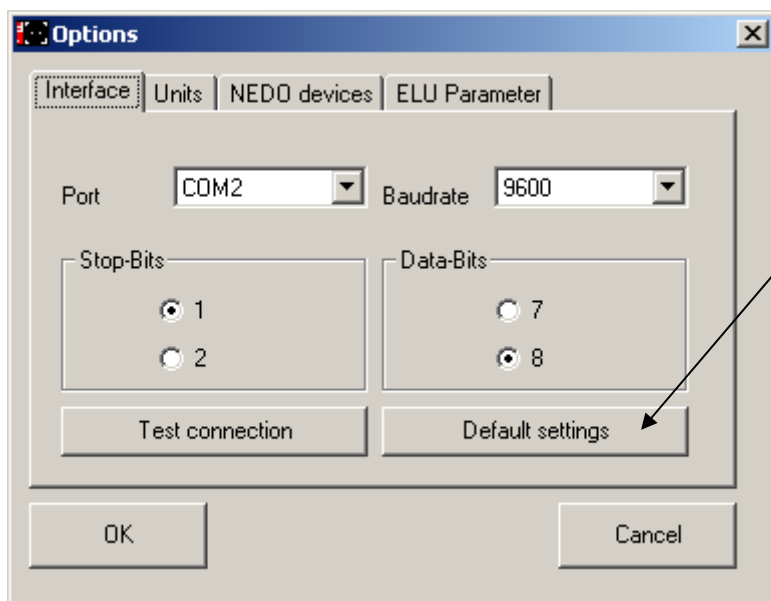 Options
Interface Units NEDO devices ELU Parameter
Port COM2 Baudrate 9600
Stop-Bits Data-Bits
1 7
2 8
Test connection Default settings
OK Cancel